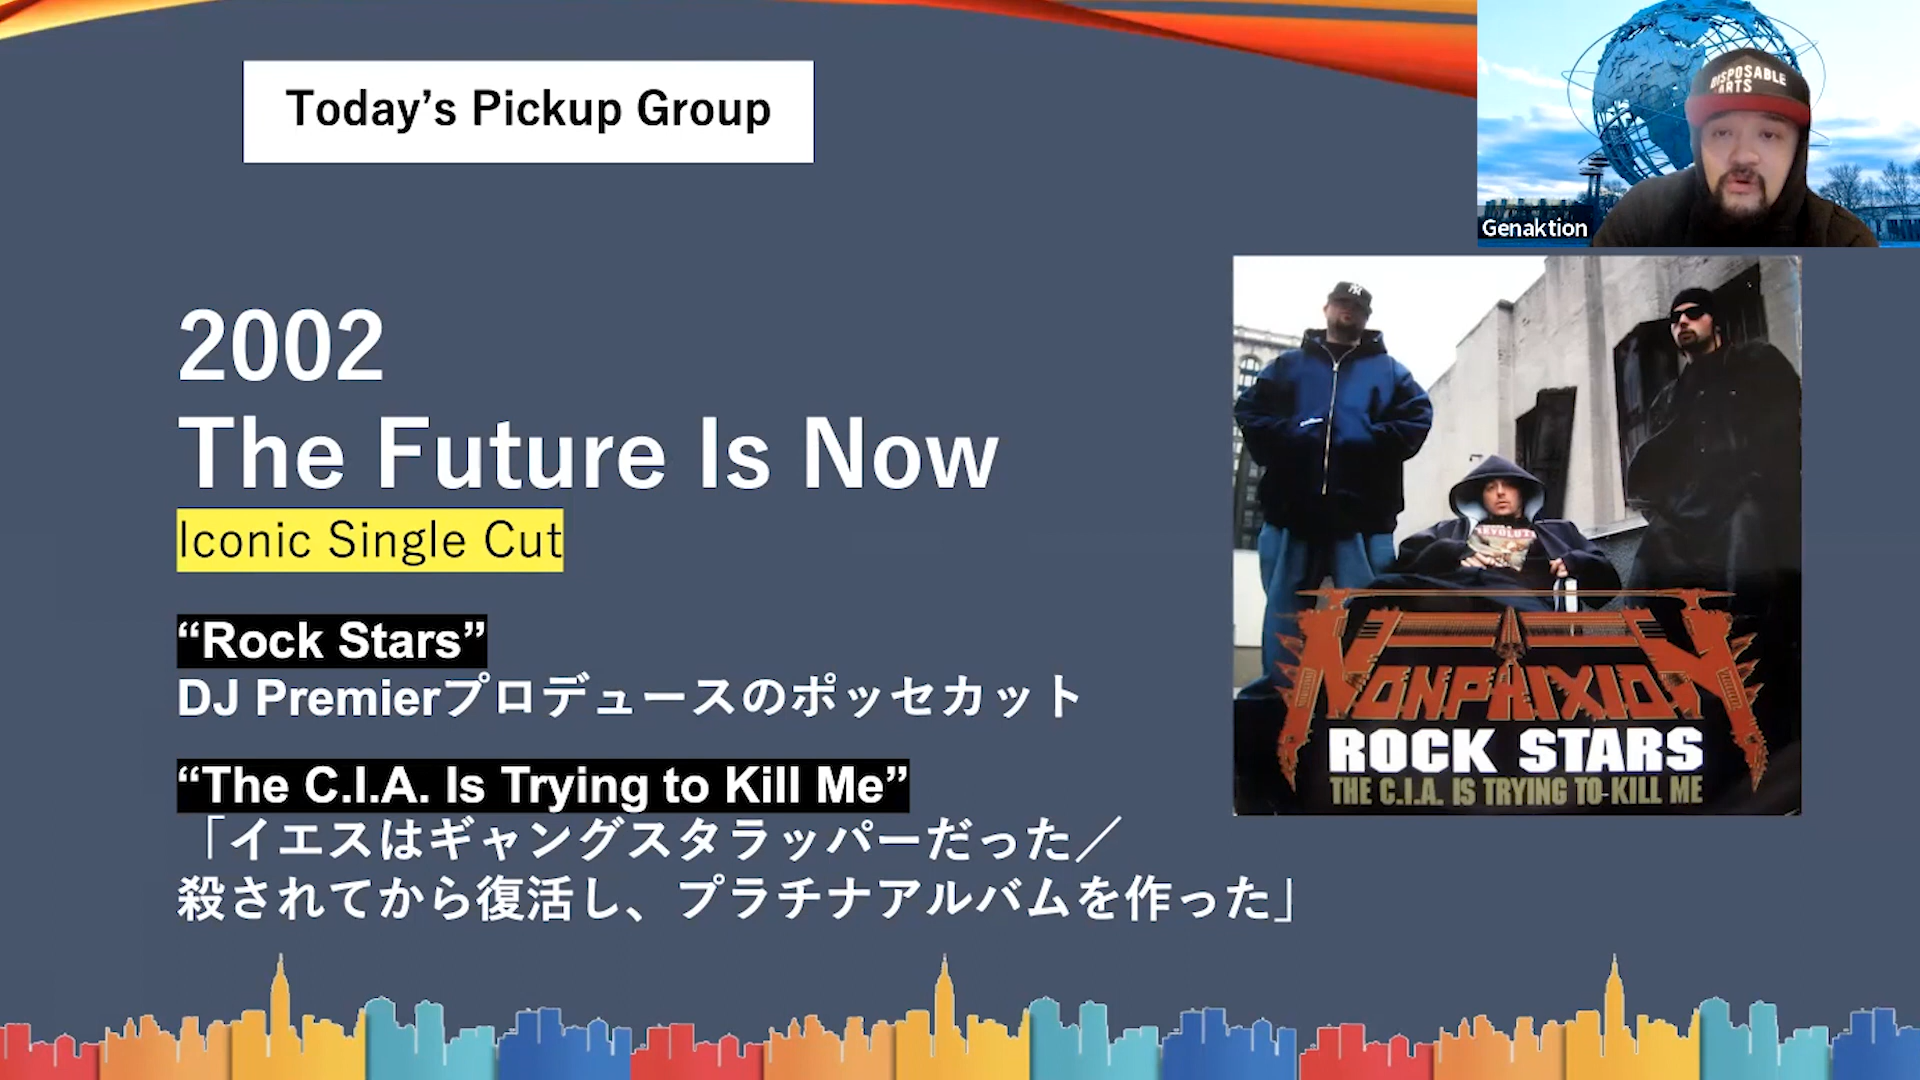 Today’s Pickup Group
DISPOSABLE
ARTS
Genaktion
2002
The Future Is Now
Iconic Single Cut
“Rock Stars”
DJ Premierプロデュースのポッセカット
“The C.I.A. Is Trying to Kill Me”
「イエスはギャングスタラッパーだった／
殺されてから復活し、プラチナアルバムを作った」
NY
REVOLUT
NONPHIXION
ROCK STARS
THE C.I.A. IS TRYING TO KILL ME